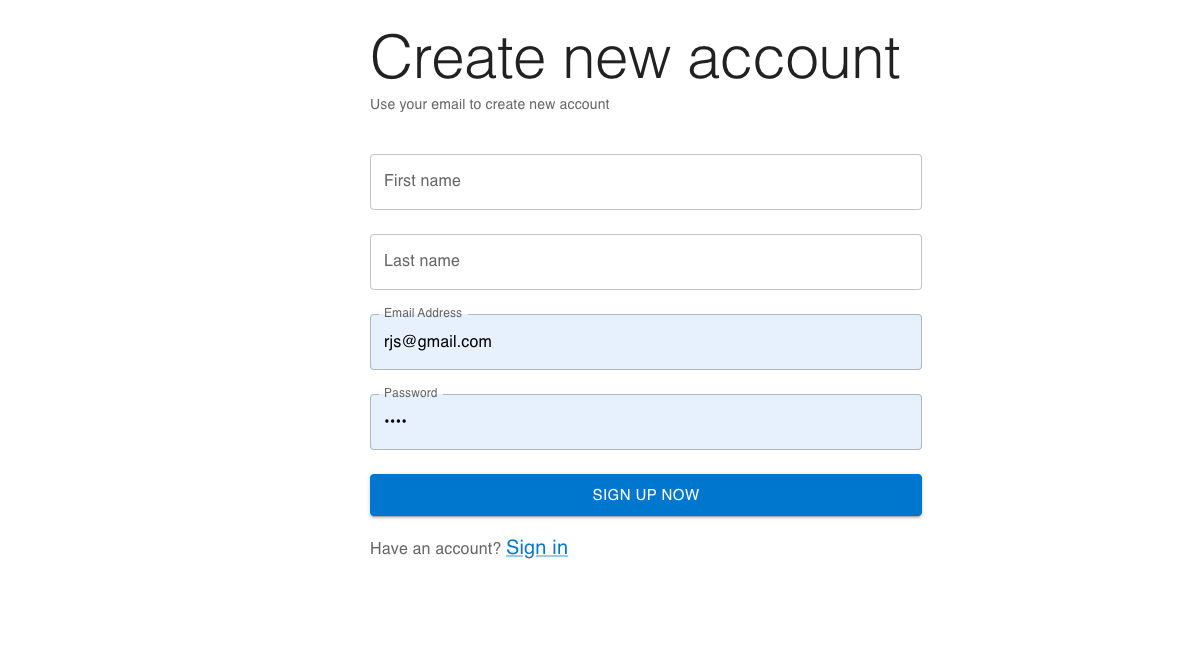 Create new account
Use your email to create new account
First name
Last name
Email Address
rjs@gmail.com
Password
••••
SIGN UP NOW
Have an account? Sign in